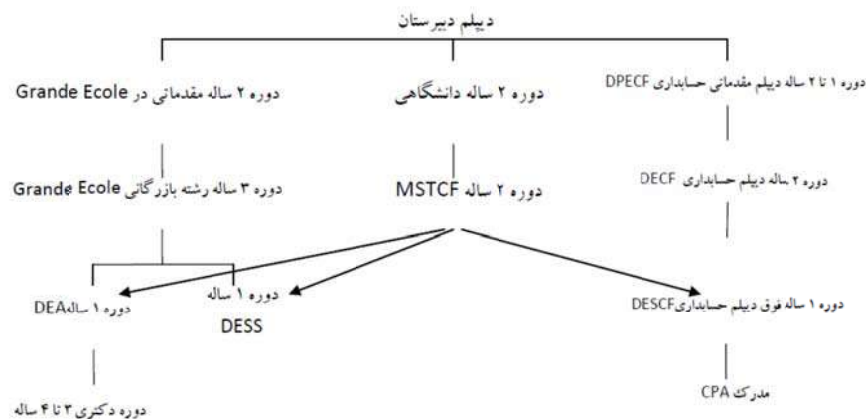 دیپلم دبیرستان
دوره ۱ تا ۲ ساله دیپلم مقدماتی حسابداری DPECF
دوره ۲ ساله دانشگاهی
دوره ۲ ساله مقدماتی در Grande Ecole
دوره ۲ ساله دیپلم حسابداری DECF
دوره ۲ ساله MSTCF
دوره ۳ ساله رشته بازرگانی Grande Ecole
دوره ۱ ساله فوق دیپلم حسابداری DESCF
دوره ۱ ساله
DESS
دوره ۱ ساله DEA
مدرک CPA
دوره دکتری ۳ تا ۴ ساله